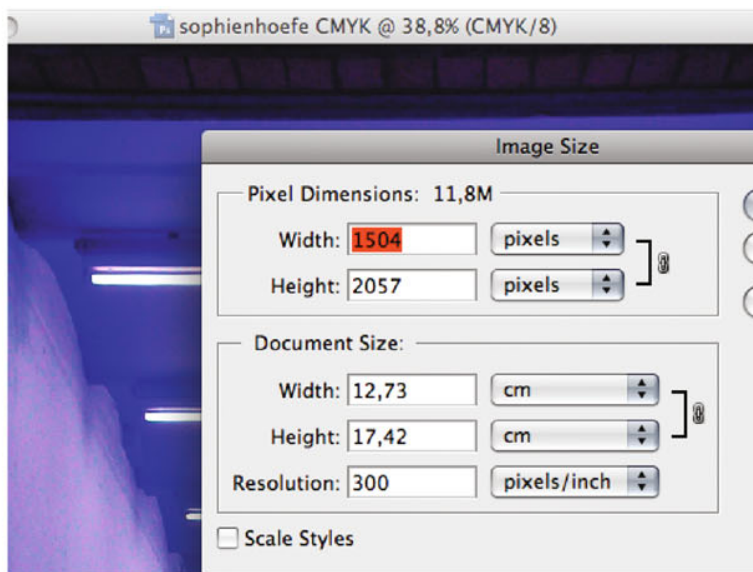 sophienhoefe CMYK @ 38,8% (CMYK/8)
Image Size
Pixel Dimensions: 11,8M
Width: 1504 pixels
Height: 2057 pixels
Document Size:
Width: 12,73 cm
Height: 17,42 cm
Resolution: 300 pixels/inch
Scale Styles